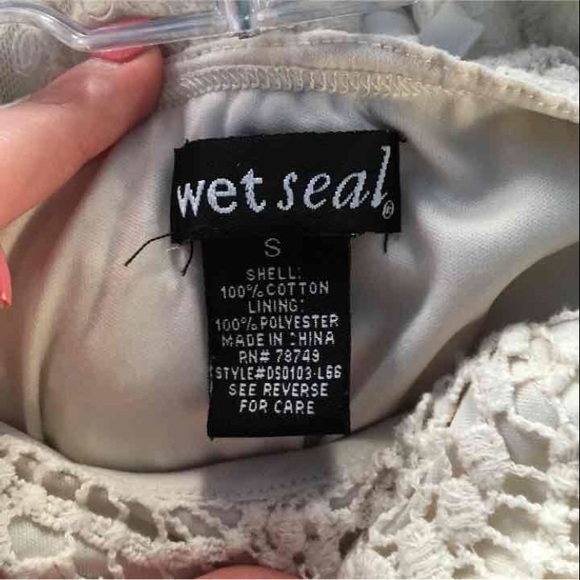 wet seal®
S
SHELL:
100% COTTON
LINING:
100% POLYESTER
MADE IN CHINA
RN# 78749
STYLE#DS0103-L66
SEE REVERSE
FOR CARE